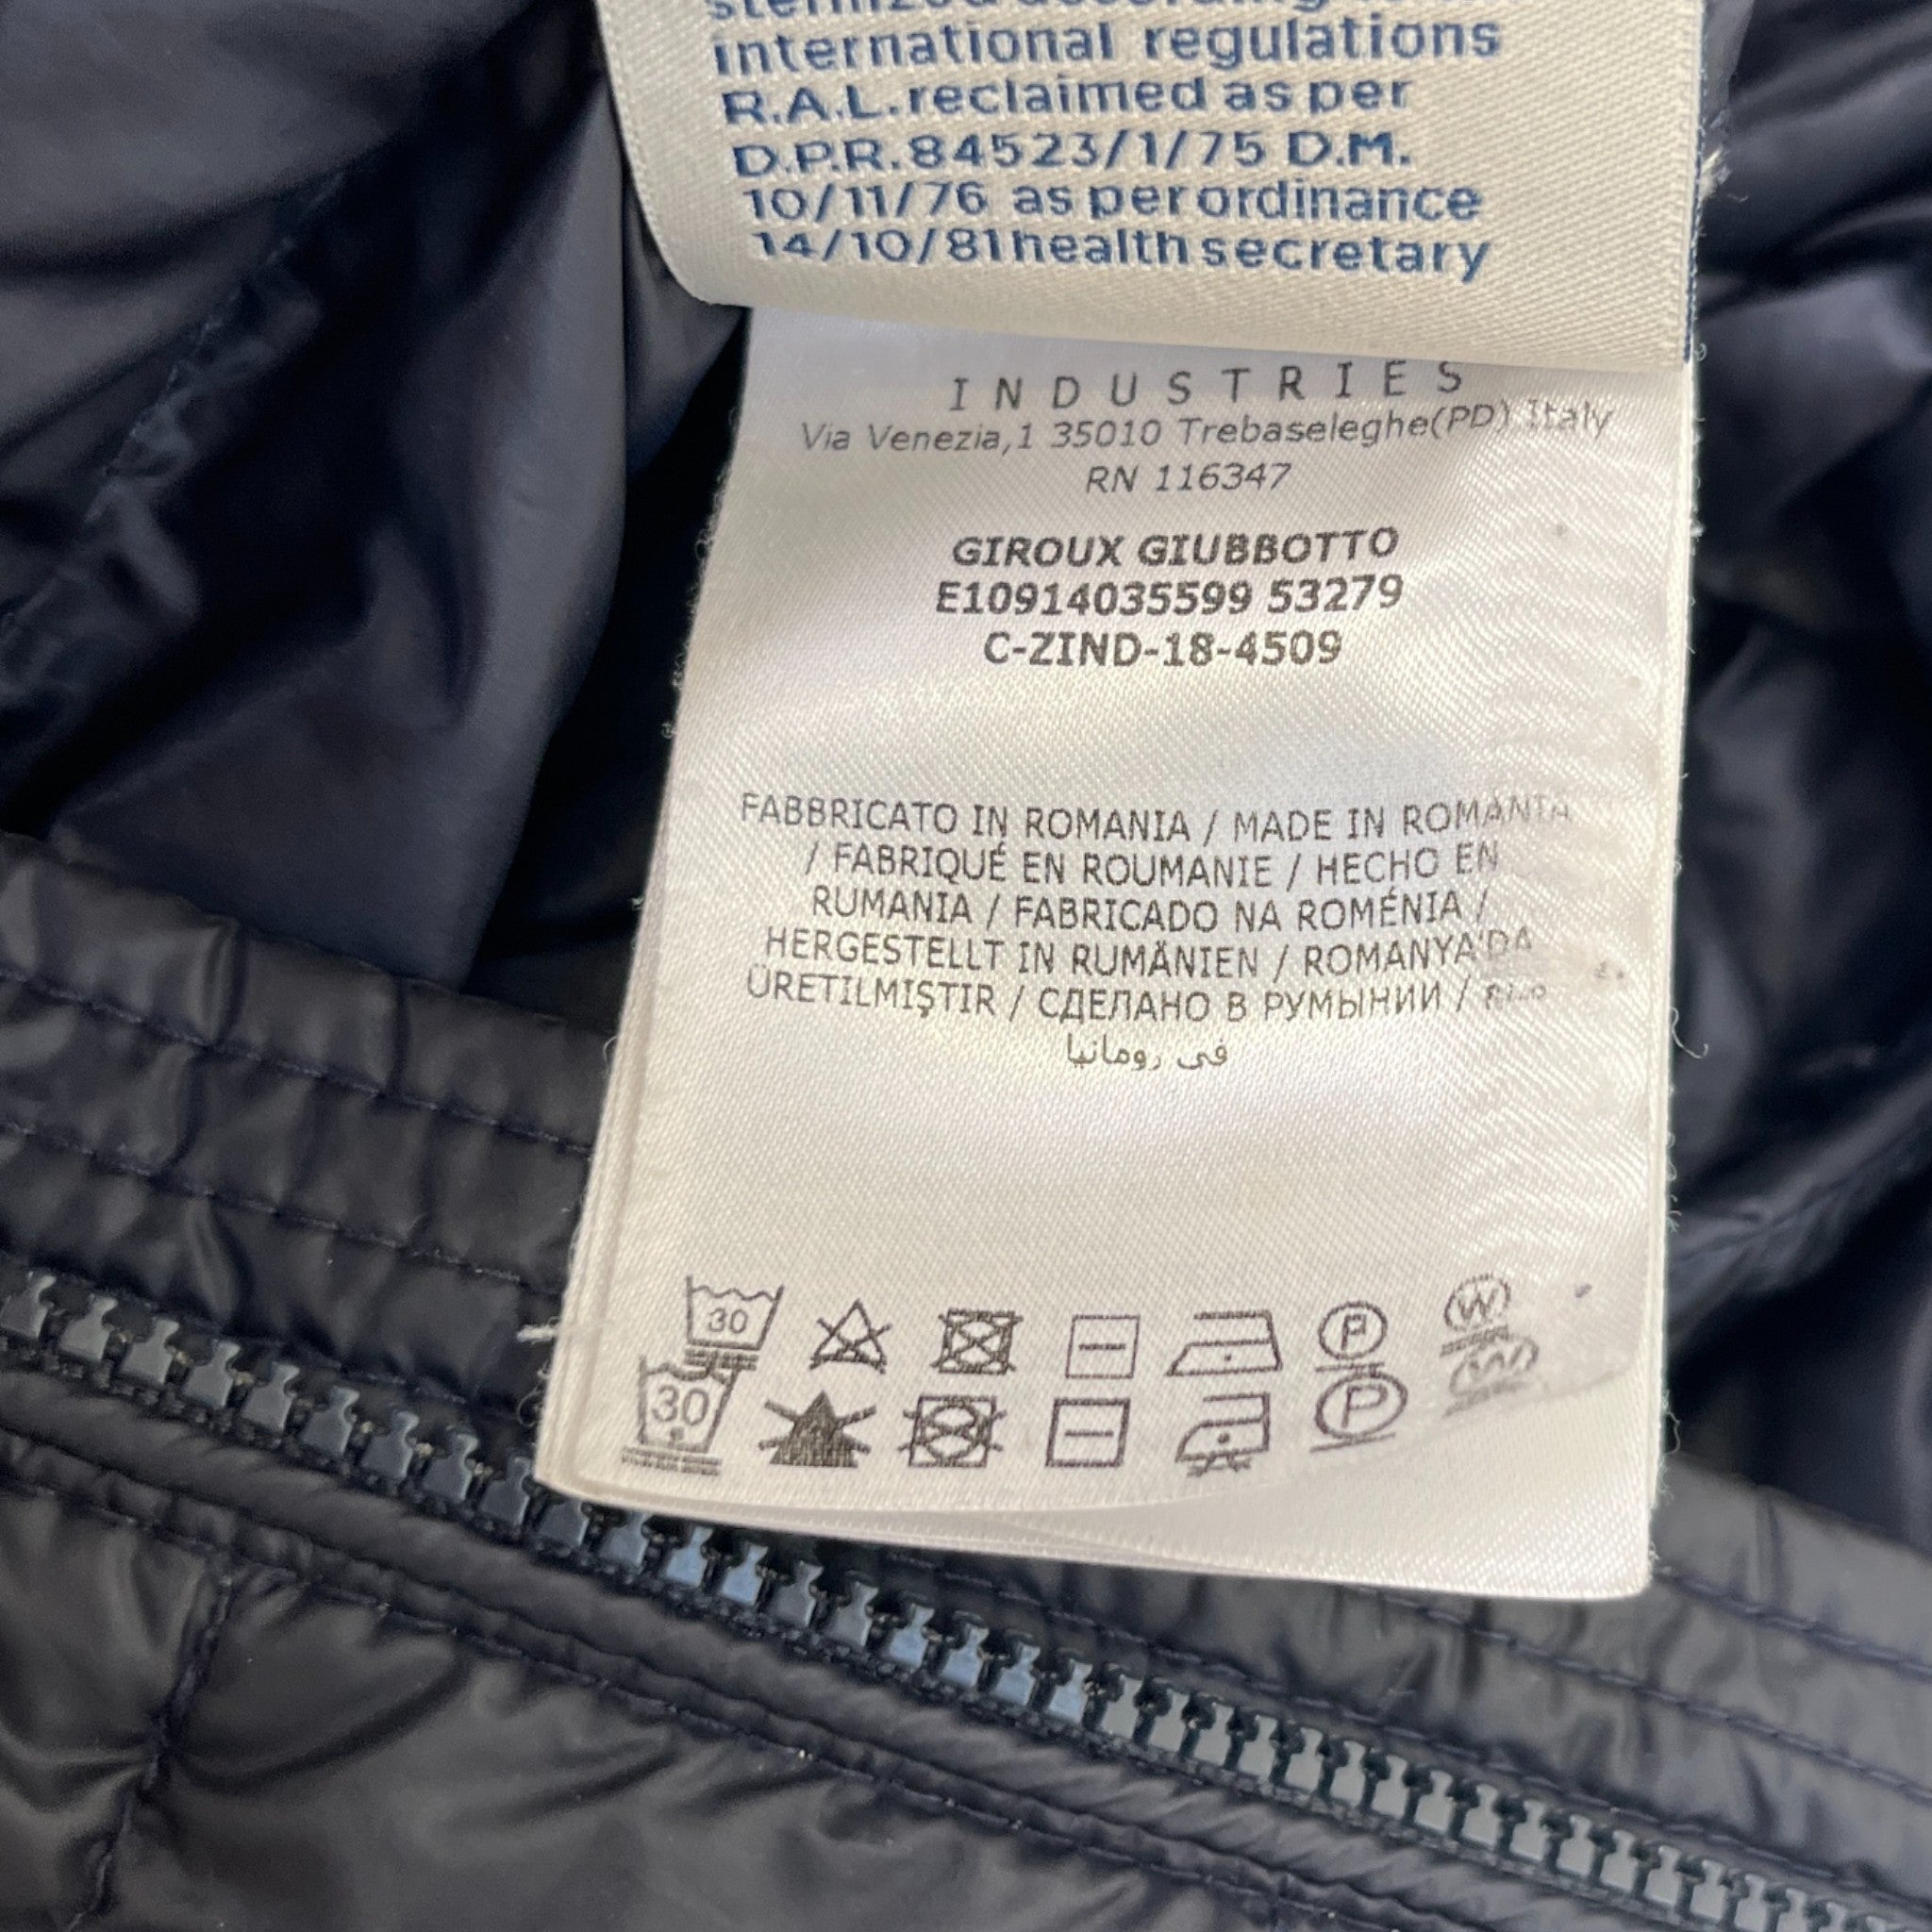 international regulations
R.A.L. reclaimed as per
D.P.R. 84523/1/75 D.M.
10/11/76 as per ordinance
14/10/81 health secretary
INDUSTRIES
Via Venezia,1 35010 Trebaseleghe(PD) Italy
RN 116347
GIROUX GIUBBOTTO
E10914035599 53279
C-ZIND-18-4509
FABBRICATO IN ROMANIA / MADE IN ROMANIA
/ FABRIQUÉ EN ROUMANIE / HECHO EN
RUMANIA / FABRICADO NA ROMÉNIA /
HERGESTELLT IN RUMÄNIEN / ROMANYA'DA
ÜRETILMIŞTIR / СДЕЛАНО В РУМЫНИИ /
في رومانيا
30 P W
30 P W